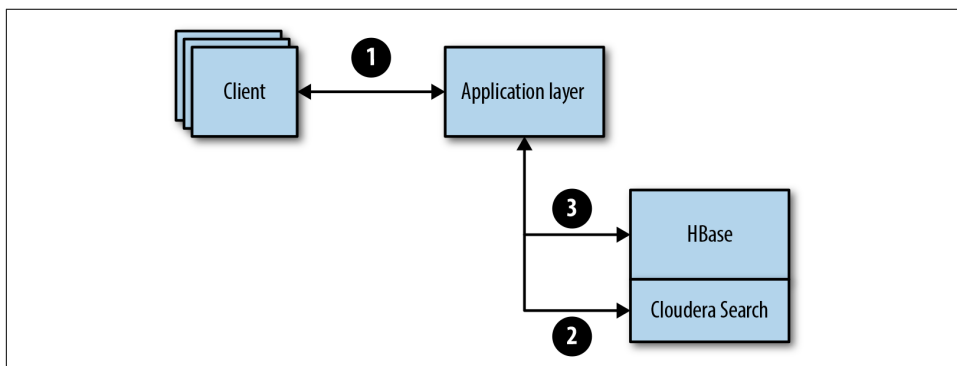 1
Client
Application layer
3
HBase
Cloudera Search
2